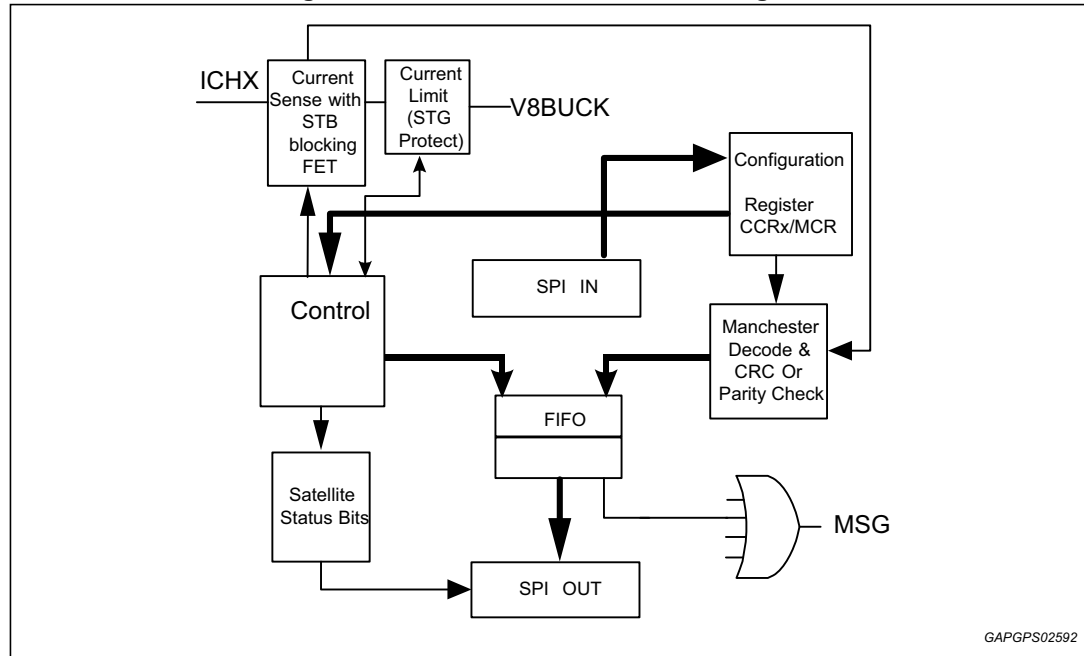 ICHX
Current
Sense with
STB
blocking
FET
Current
Limit
(STG
Protect)
V8BUCK
Configuration
Register
CCRx/MCR
SPI IN
Control
Manchester
Decode &
CRC Or
Parity Check
FIFO
Satellite
Status Bits
MSG
SPI OUT
GAPGPS02592